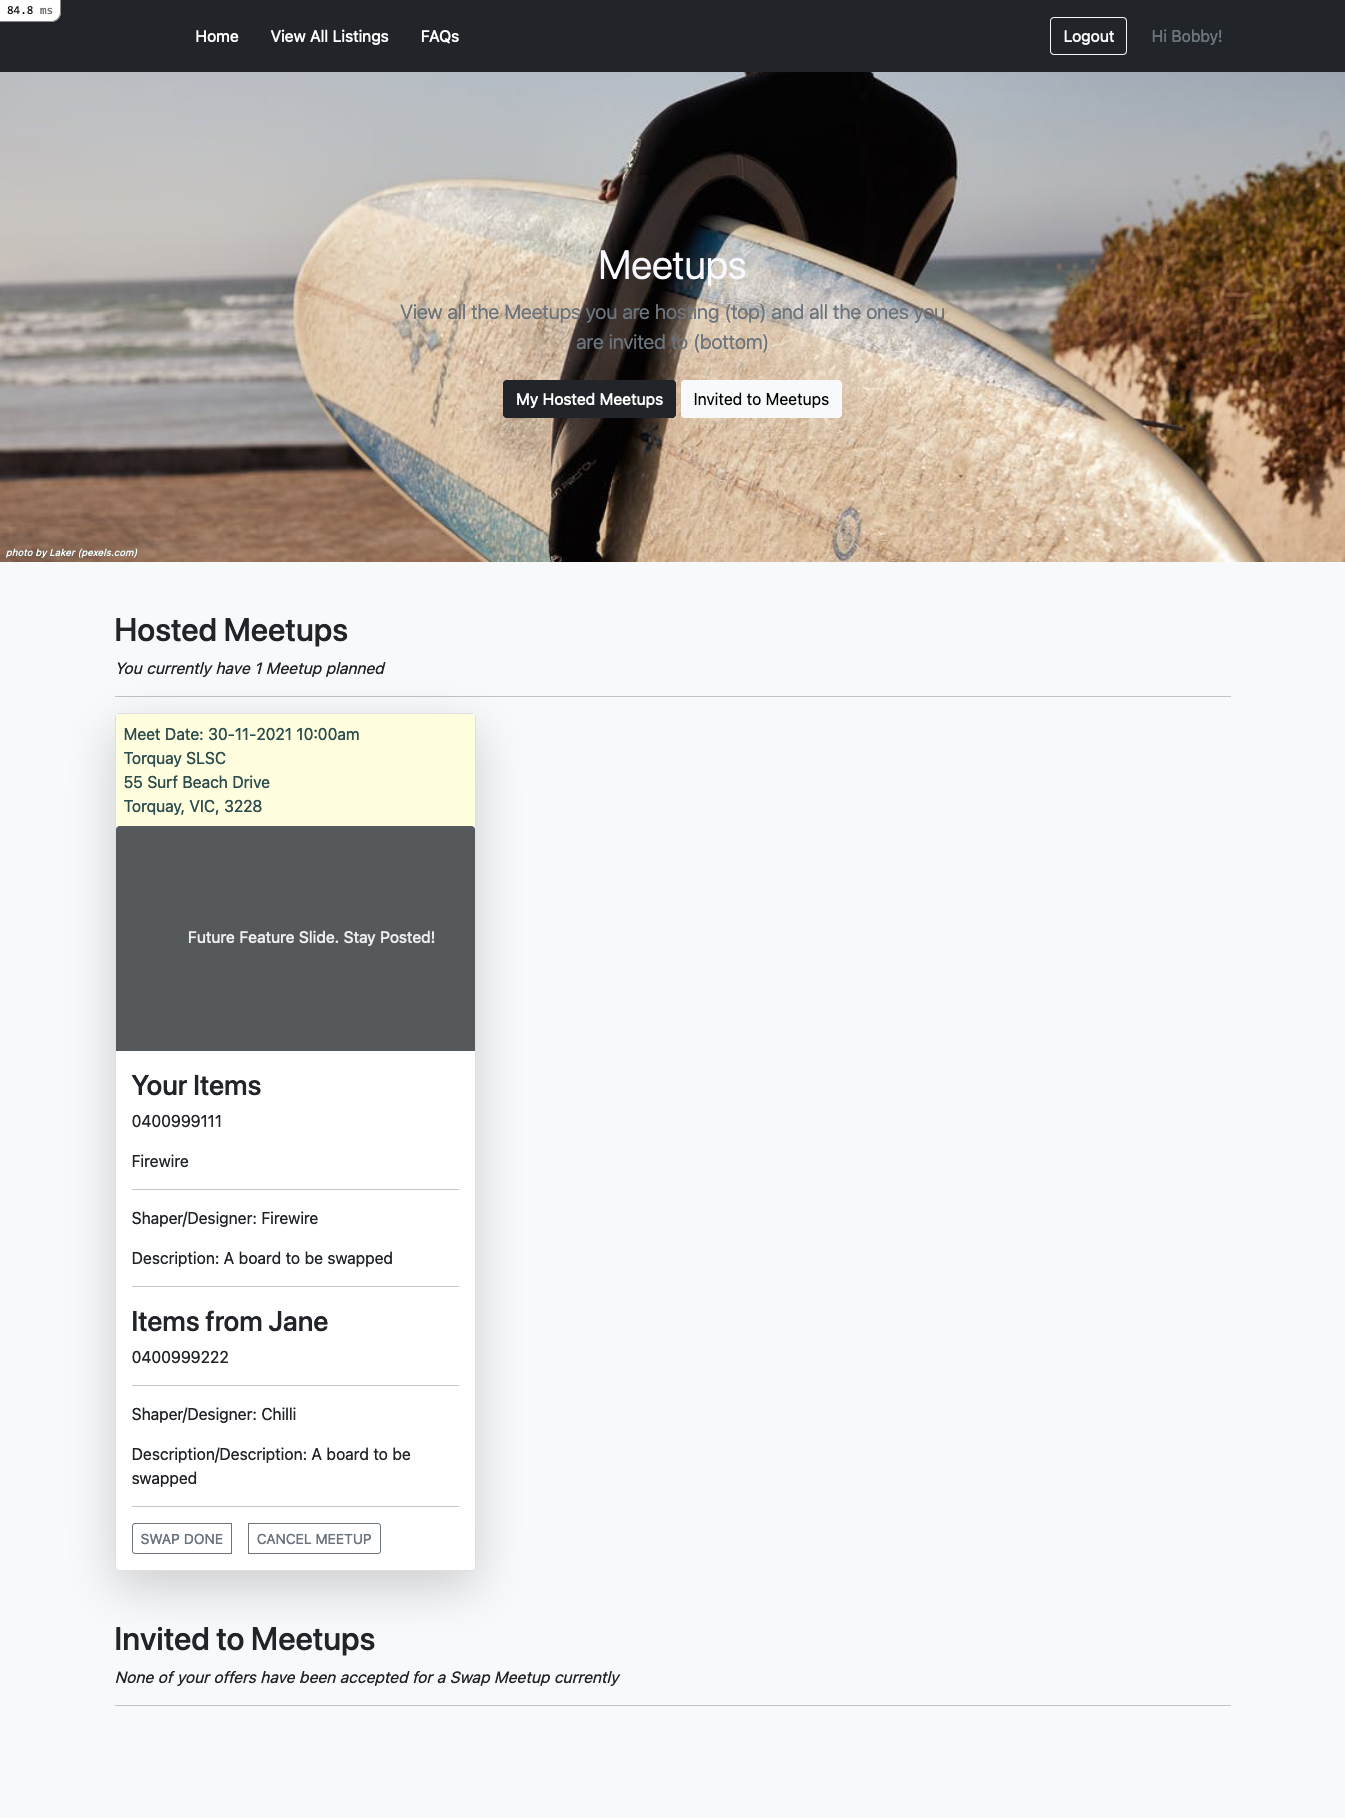 84.8 ms
Home View All Listings FAQs Logout Hi Bobby!
Meetups
View all the Meetups you are hosting (top) and all the ones you
are invited to (bottom)
My Hosted Meetups Invited to Meetups
photo by Laker (pexels.com)
Hosted Meetups
You currently have 1 Meetup planned
Meet Date: 30-11-2021 10:00am
Torquay SLSC
55 Surf Beach Drive
Torquay, VIC, 3228
Future Feature Slide. Stay Posted!
Your Items
0400999111
Firewire
Shaper/Designer: Firewire
Description: A board to be swapped
Items from Jane
0400999222
Shaper/Designer: Chilli
Description/Description: A board to be
swapped
SWAP DONE CANCEL MEETUP
Invited to Meetups
None of your offers have been accepted for a Swap Meetup currently